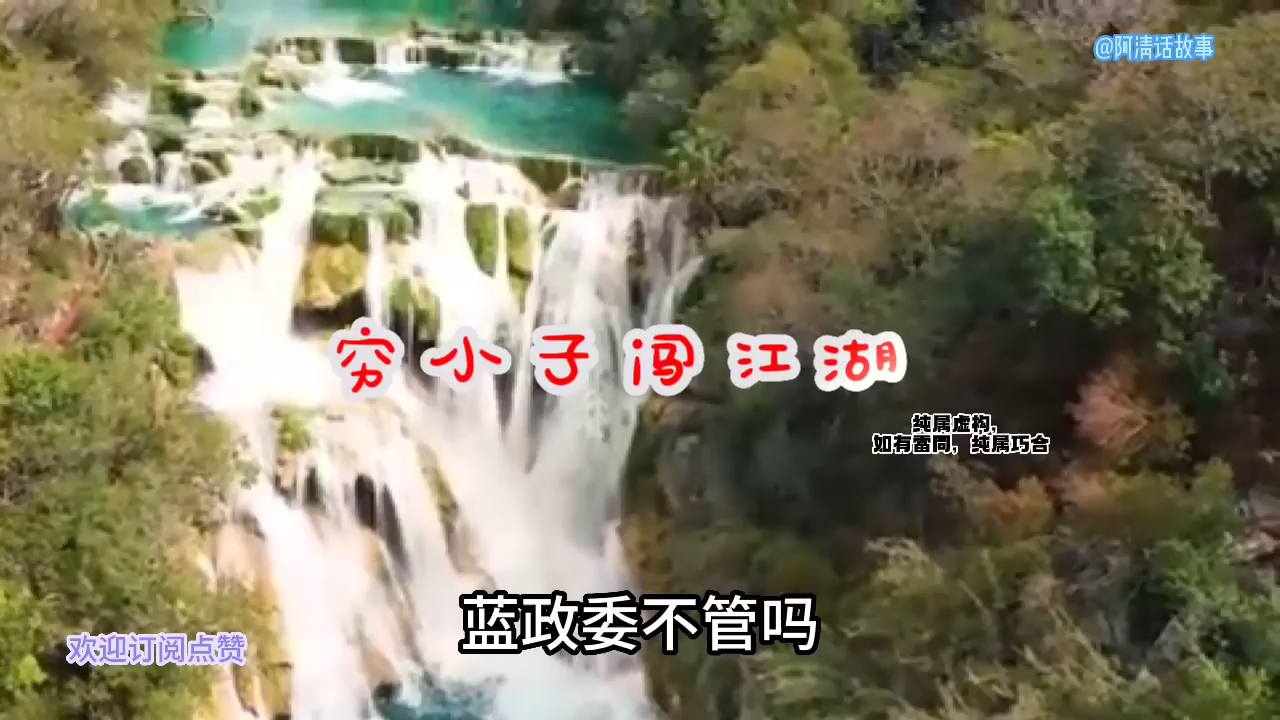 @阿清话故事
穷小子闯江湖
纯属虚构，
如有雷同，纯属巧合
蓝政委不管吗
欢迎订阅点赞